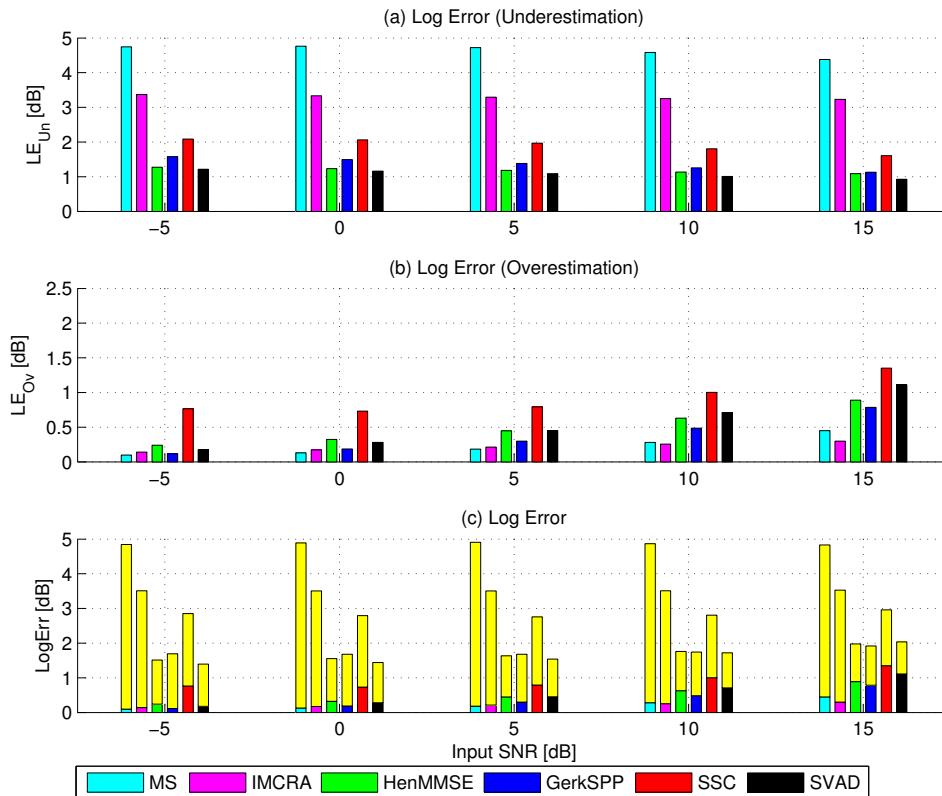 (a) Log Error (Underestimation)
5
4
3
2
1
0
LE_Un [dB]
−5 0 5 10 15
(b) Log Error (Overestimation)
2.5
2
1.5
1
0.5
0
LE_Ov [dB]
−5 0 5 10 15
(c) Log Error
5
4
3
2
1
0
LogErr [dB]
−5 0 5 10 15
Input SNR [dB]
MS IMCRA HenMMSE GerkSPP SSC SVAD